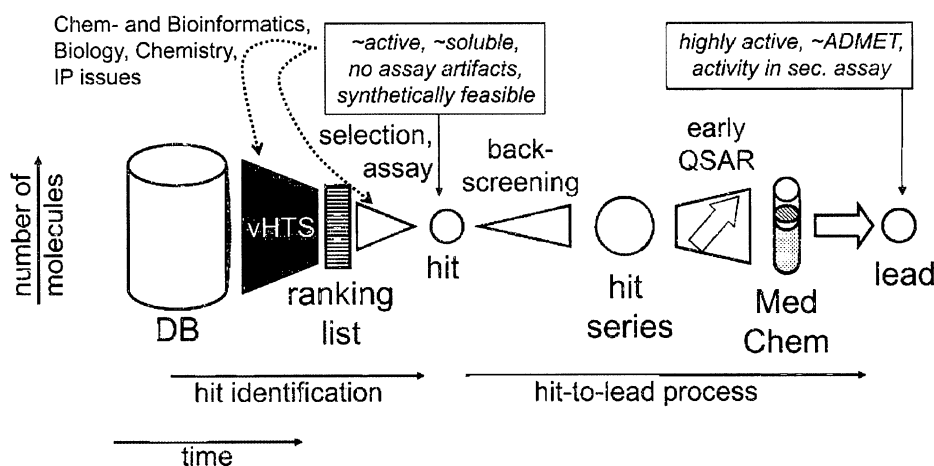 Chem- and Bioinformatics,
Biology, Chemistry,
IP issues
~active, ~soluble,
no assay artifacts,
synthetically feasible
highly active, ~ADMET,
activity in sec. assay
selection,
assay
back-
screening
early
QSAR
number of
molecules
vHTS
DB
ranking
list
hit
hit
series
Med
Chem
lead
hit identification
hit-to-lead process
time